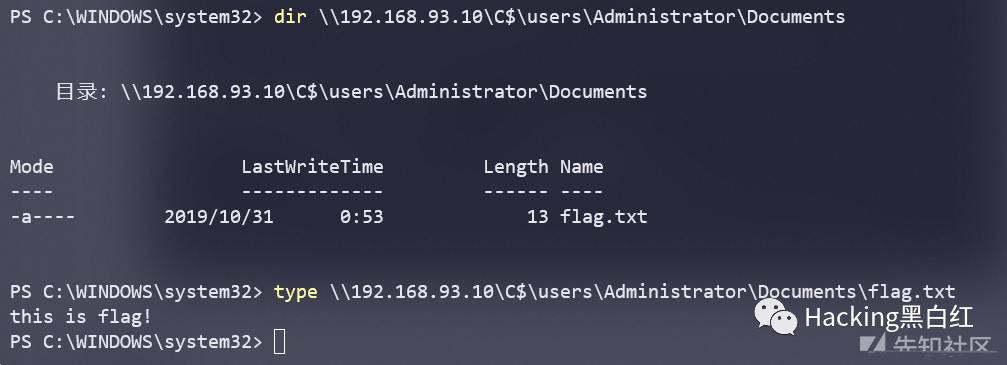 PS C:\WINDOWS\system32> dir \\192.168.93.10\C$\users\Administrator\Documents
目录: \\192.168.93.10\C$\users\Administrator\Documents
Mode LastWriteTime Length Name
---- ------------- ------ ----
-a---- 2019/10/31 0:53 13 flag.txt
PS C:\WINDOWS\system32> type \\192.168.93.10\C$\users\Administrator\Documents\flag.txt
this is flag!
PS C:\WINDOWS\system32>
Hacking黑白红
先知社区